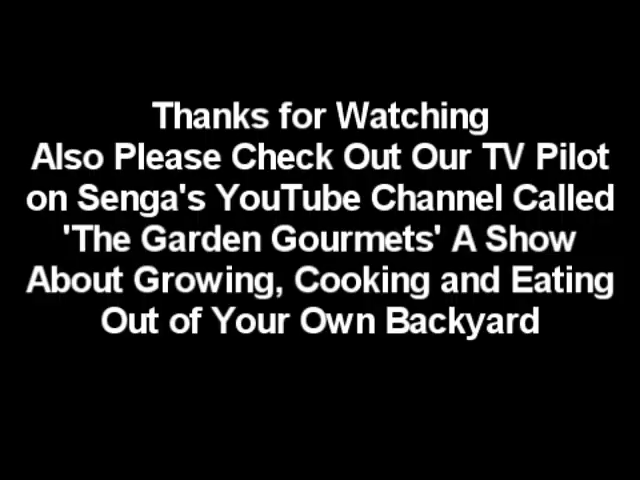 Thanks for Watching
Also Please Check Out Our TV Pilot
on Senga's YouTube Channel Called
'The Garden Gourmets' A Show
About Growing, Cooking and Eating
Out of Your Own Backyard